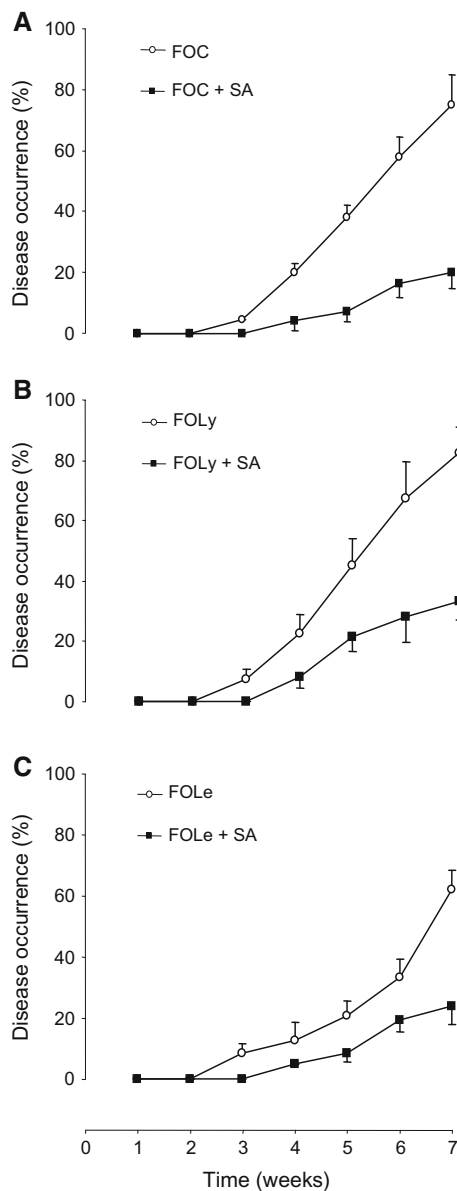 A
100
80
60
40
20
0
Disease occurrence (%)
FOC
FOC + SA
B
100
80
60
40
20
0
Disease occurrence (%)
FOLy
FOLy + SA
C
100
80
60
40
20
0
Disease occurrence (%)
FOLe
FOLe + SA
0 1 2 3 4 5 6 7
Time (weeks)